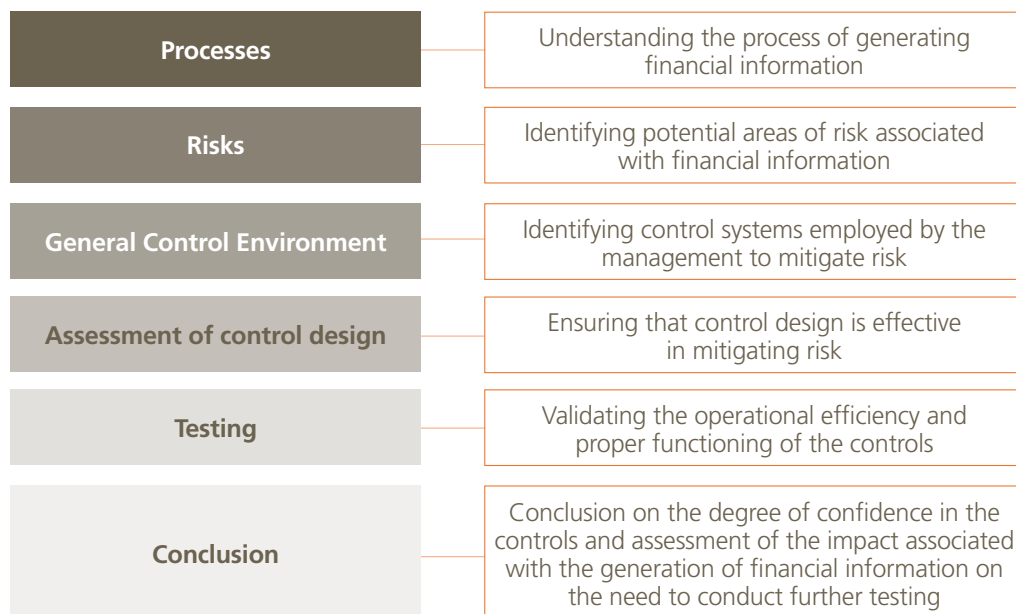 Processes
Understanding the process of generating
financial information
Risks
Identifying potential areas of risk associated
with financial information
General Control Environment
Identifying control systems employed by the
management to mitigate risk
Assessment of control design
Ensuring that control design is effective
in mitigating risk
Testing
Validating the operational efficiency and
proper functioning of the controls
Conclusion
Conclusion on the degree of confidence in the
controls and assessment of the impact associated
with the generation of financial information on
the need to conduct further testing